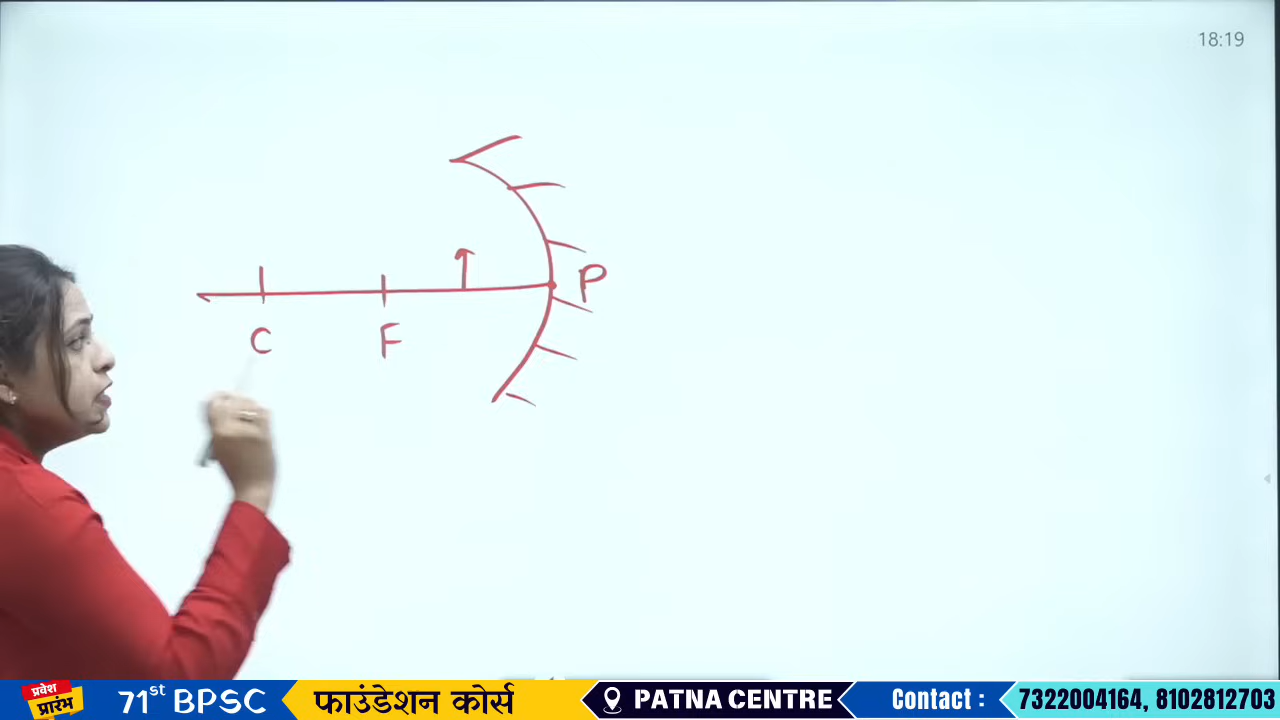 18:19
P
C
F
प्रवेश
प्रारंभ
71st BPSC
फाउंडेशन कोर्स
PATNA CENTRE
Contact :
7322004164, 8102812703